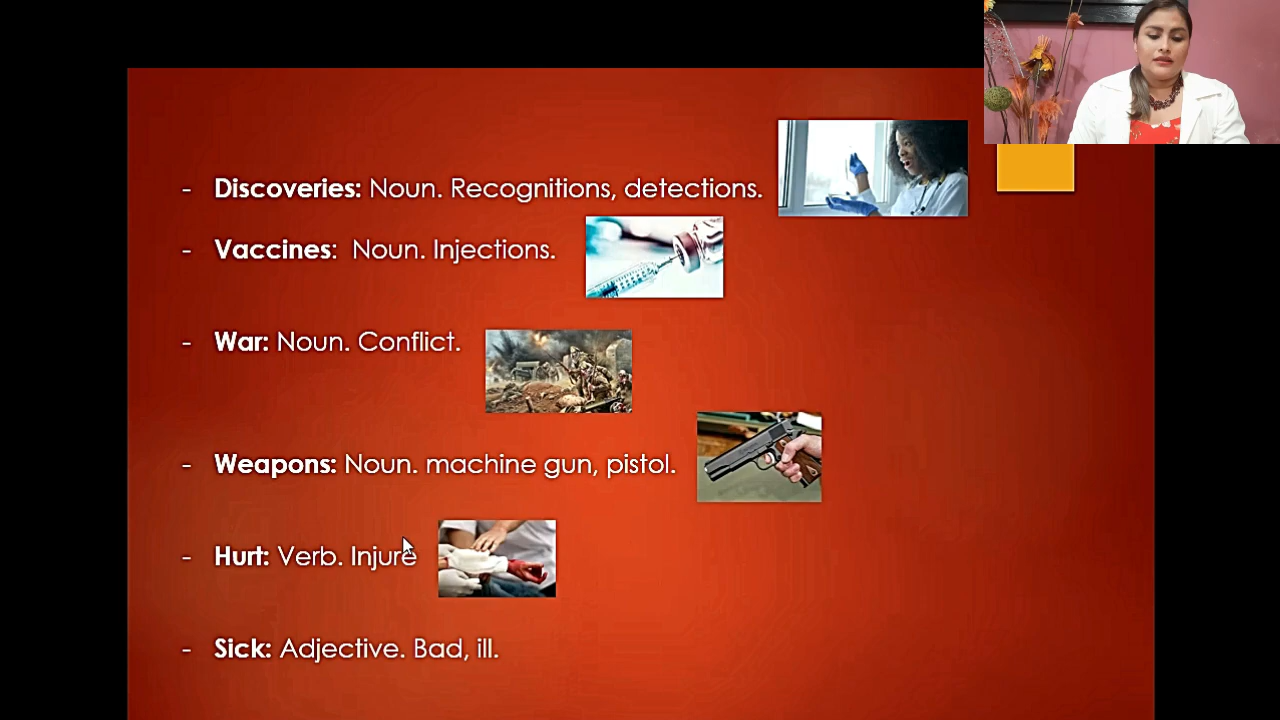 - Discoveries: Noun. Recognitions, detections.
- Vaccines:  Noun. Injections.
- War: Noun. Conflict.
- Weapons: Noun. machine gun, pistol.
- Hurt: Verb. Injure
- Sick: Adjective. Bad, ill.